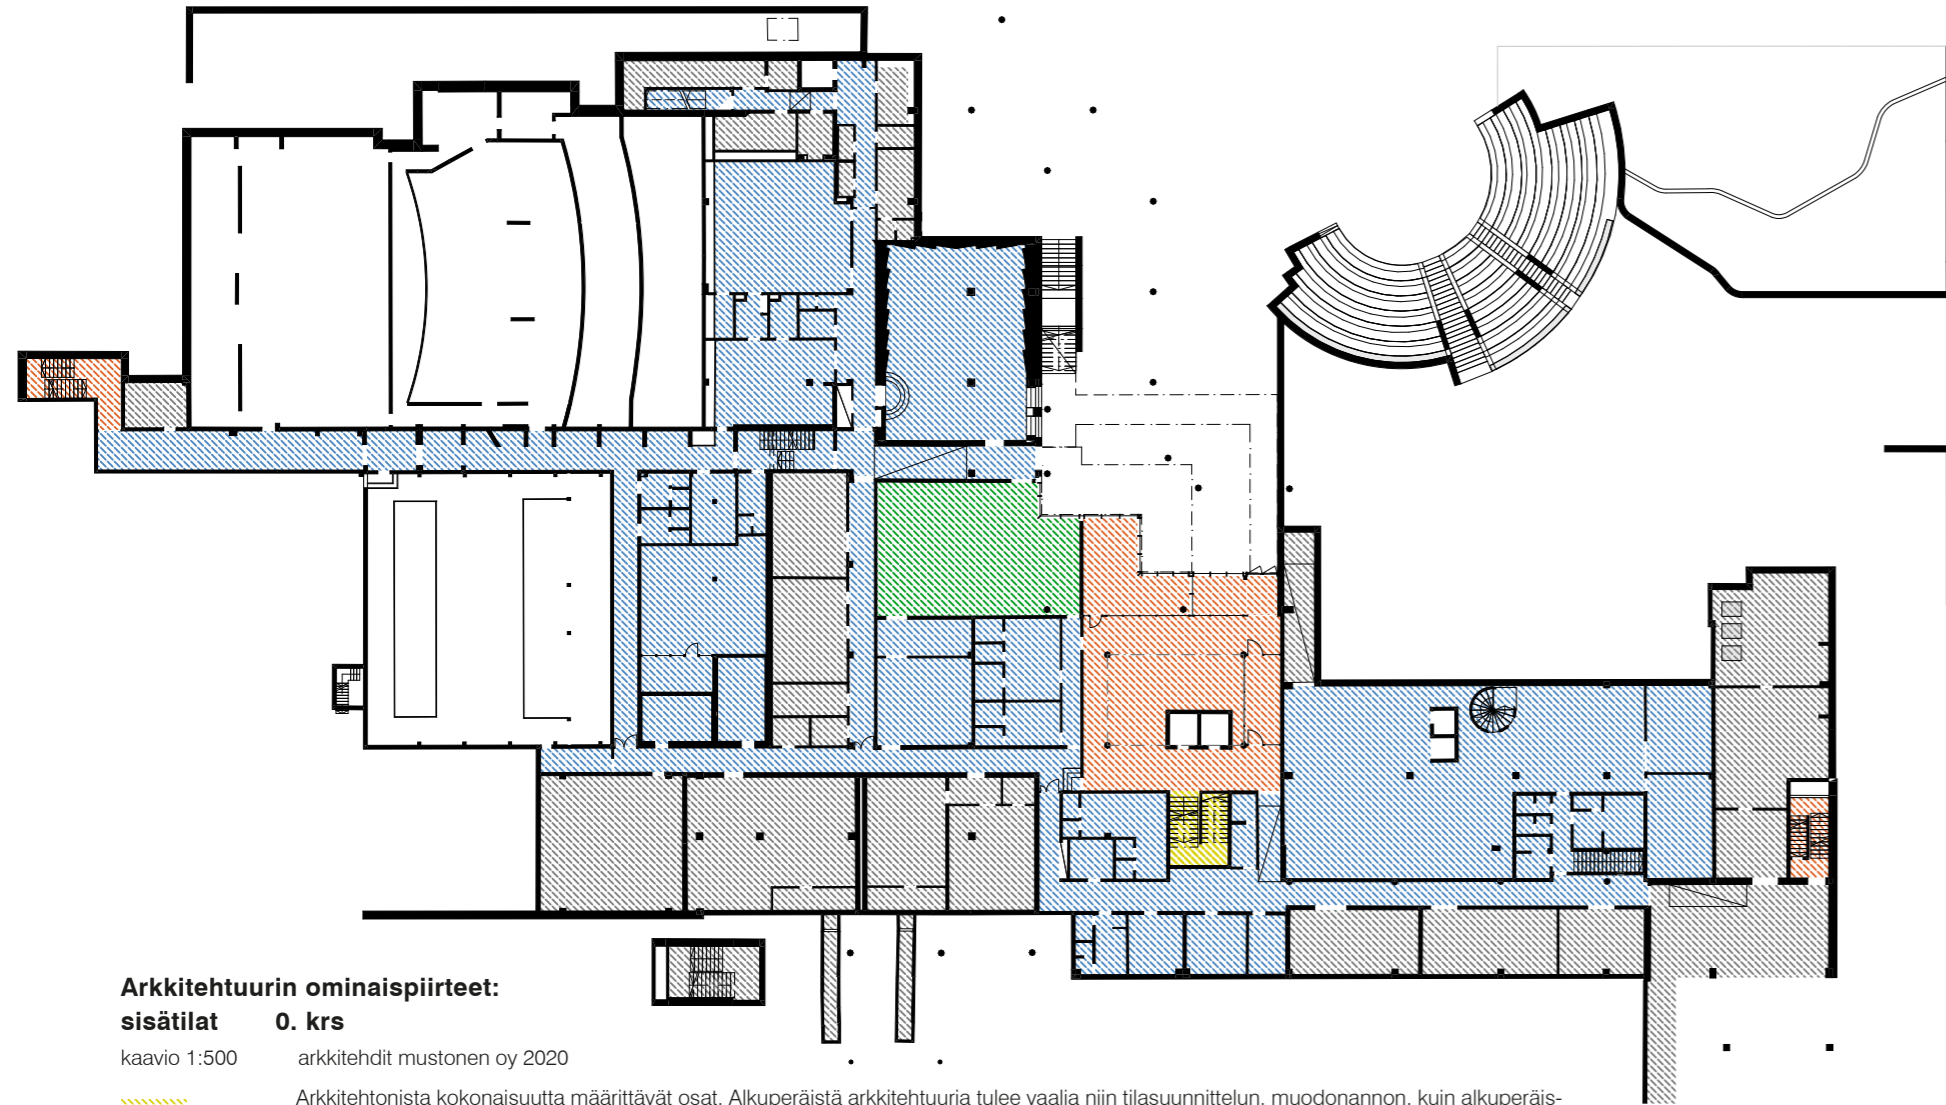 Arkkitehtuurin ominaispiirteet:
sisätilat 0. krs
kaavio 1:500 arkkitehdit mustonen oy 2020
Arkkitehtonista kokonaisuutta määrittävät osat. Alkuperäistä arkkitehtuuria tulee vaalia niin tilasuunnittelun, muodonannon, kuin alkuperäis-